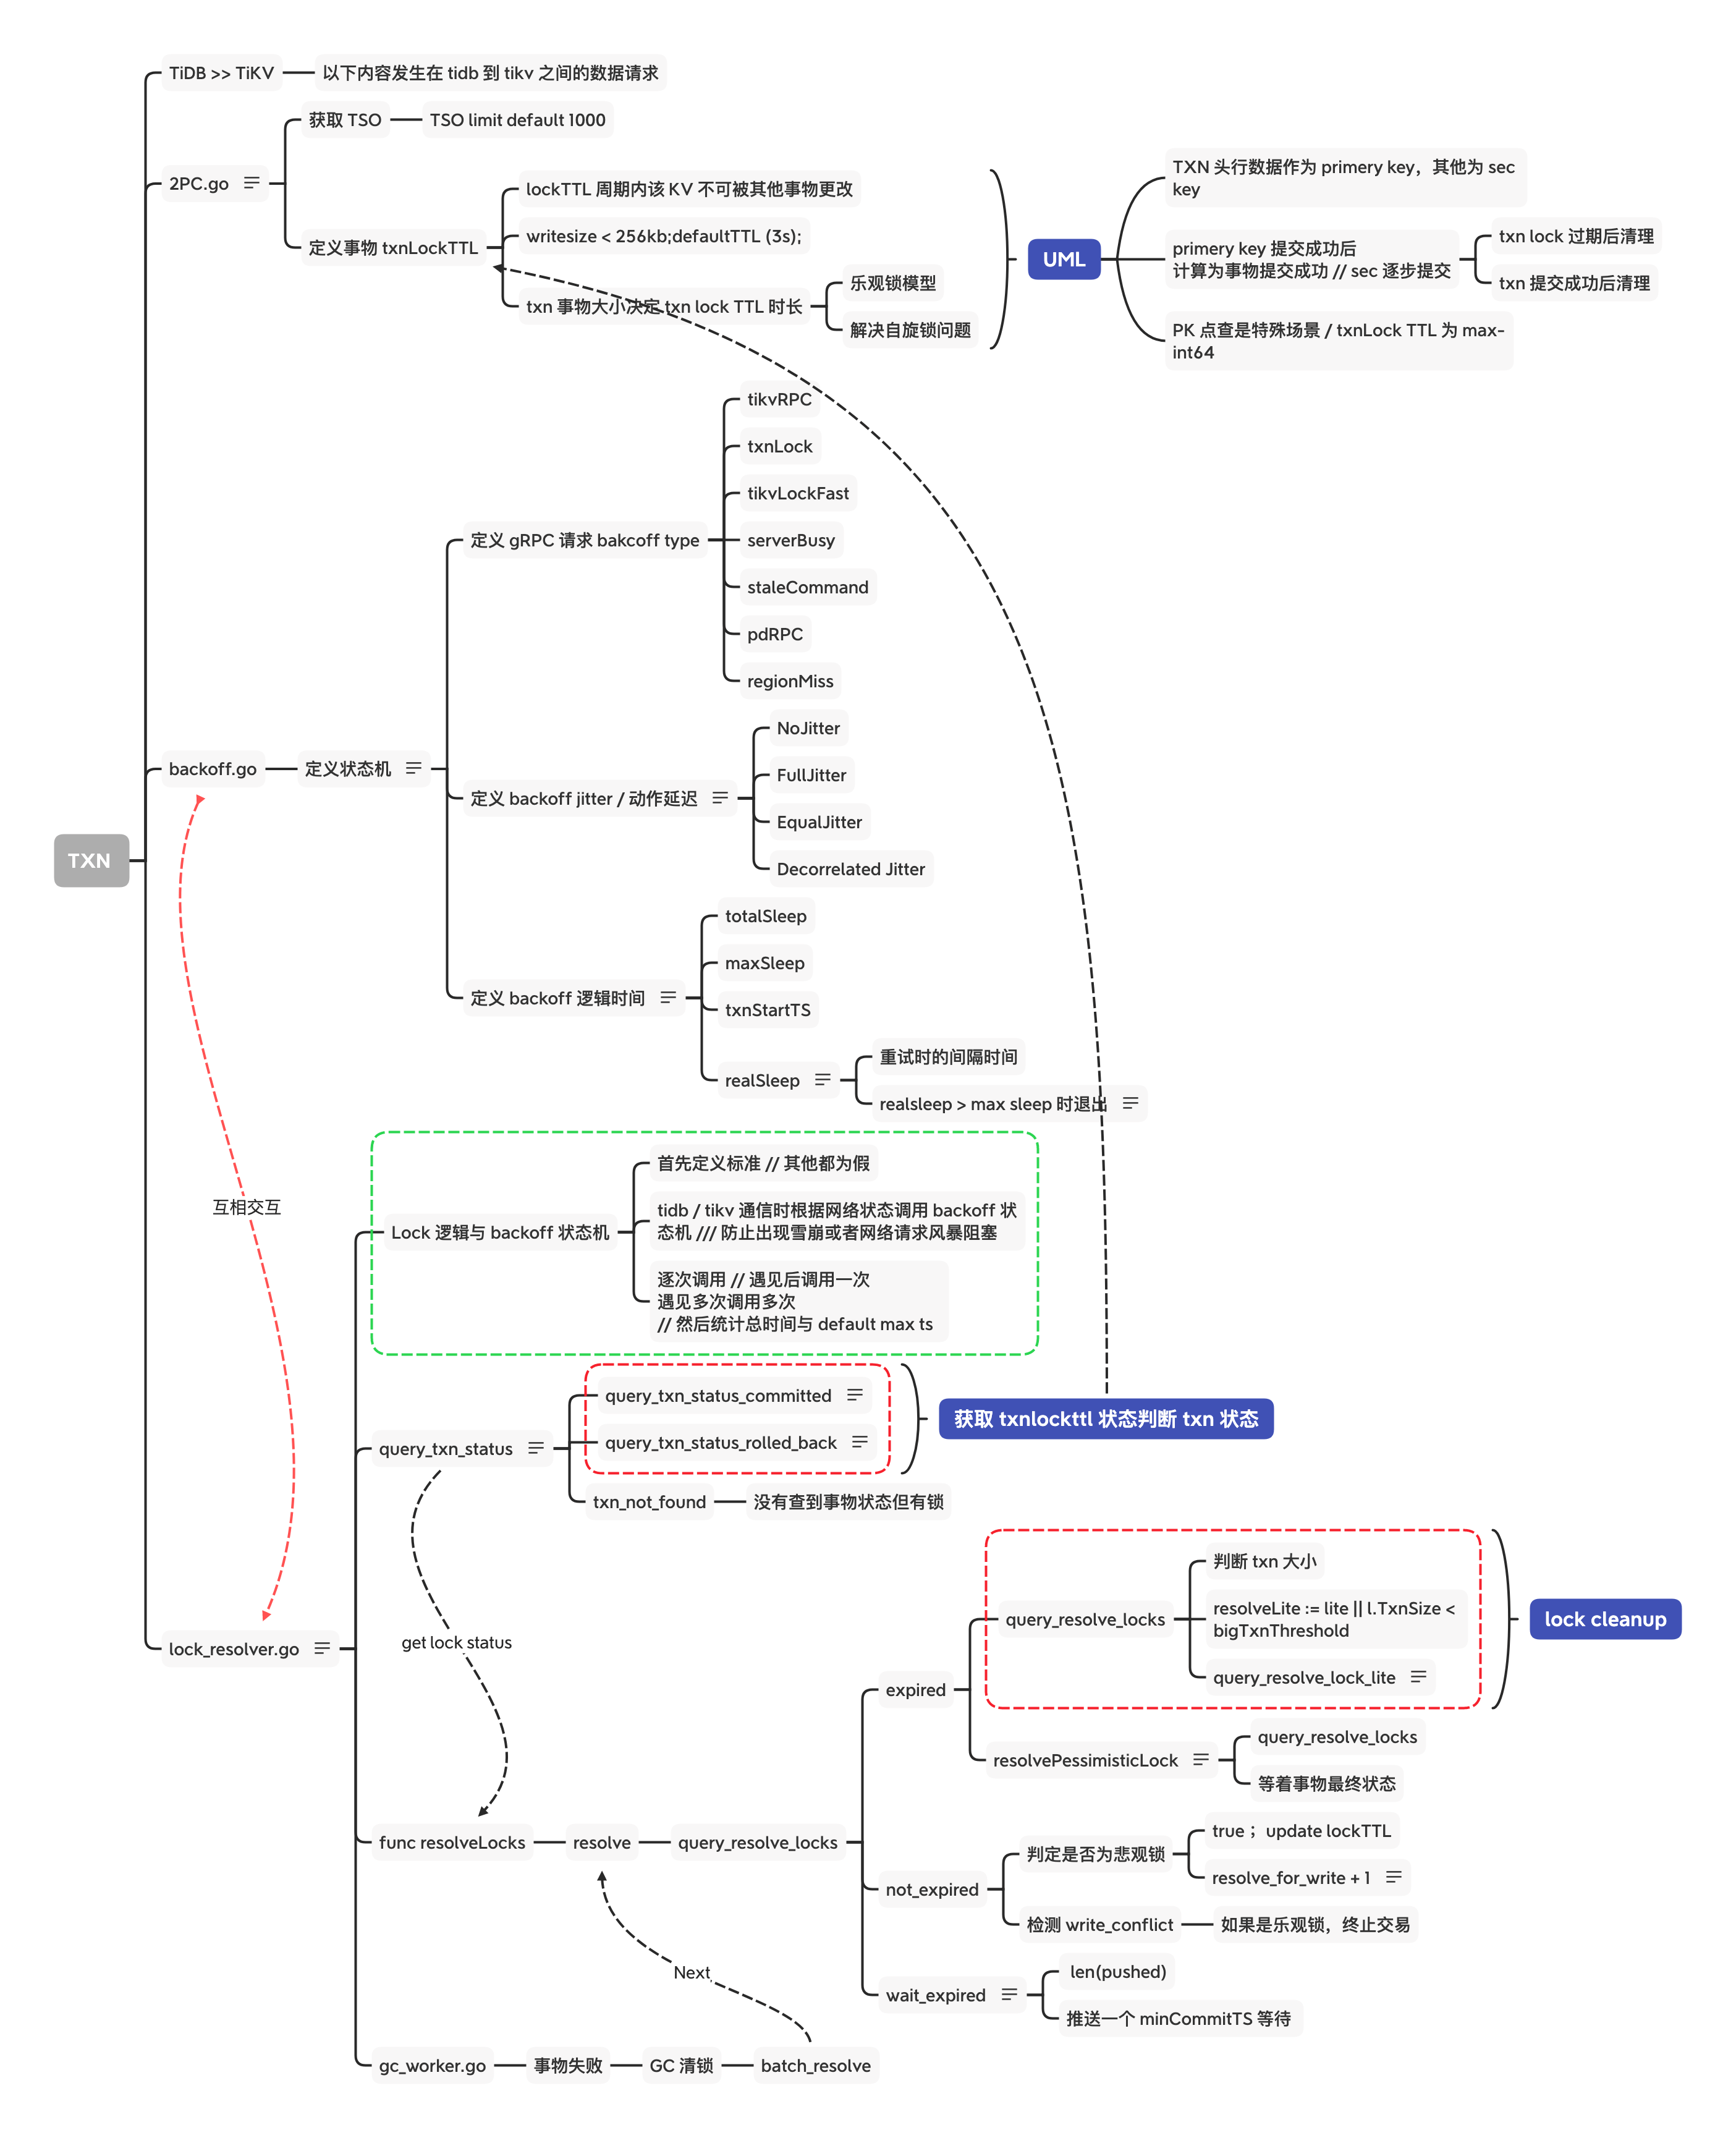 TiDB >> TiKV
以下内容发生在 tidb 到 tikv 之间的数据请求
2PC.go
获取 TSO
TSO limit default 1000
定义事物 txnLockTTL
lockTTL 周期内该 KV 不可被其他事物更改
writesize < 256kb;defaultTTL (3s);
txn 事物大小决定 txn lock TTL 时长
乐观锁模型
解决自旋锁问题
UML
TXN 头行数据作为 primery key，其他为 sec
key
primery key 提交成功后
计算为事物提交成功 // sec 逐步提交
txn lock 过期后清理
txn 提交成功后清理
PK 点查是特殊场景 / txnLock TTL 为 max-
int64
TXN
backoff.go
定义状态机
定义 gRPC 请求 bakcoff type
tikvRPC
txnLock
tikvLockFast
serverBusy
staleCommand
pdRPC
regionMiss
定义 backoff jitter / 动作延迟
NoJitter
FullJitter
EqualJitter
Decorrelated Jitter
定义 backoff 逻辑时间
totalSleep
maxSleep
txnStartTS
realSleep
重试时的间隔时间
realsleep > max sleep 时退出
互相交互
lock_resolver.go
Lock 逻辑与 backoff 状态机
首先定义标准 // 其他都为假
tidb / tikv 通信时根据网络状态调用 backoff 状
态机 /// 防止出现雪崩或者网络请求风暴阻塞
逐次调用 // 遇见后调用一次
遇见多次调用多次
// 然后统计总时间与 default max ts
query_txn_status
query_txn_status_committed
query_txn_status_rolled_back
获取 txnlockttl 状态判断 txn 状态
txn_not_found
没有查到事物状态但有锁
get lock status
func resolveLocks
resolve
query_resolve_locks
expired
query_resolve_locks
判断 txn 大小
resolveLite := lite || l.TxnSize <
bigTxnThreshold
query_resolve_lock_lite
lock cleanup
resolvePessimisticLock
query_resolve_locks
等着事物最终状态
not_expired
判定是否为悲观锁
true； update lockTTL
resolve_for_write + 1
检测 write_conflict
如果是乐观锁，终止交易
wait_expired
len(pushed)
推送一个 minCommitTS 等待
Next
gc_worker.go
事物失败
GC 清锁
batch_resolve